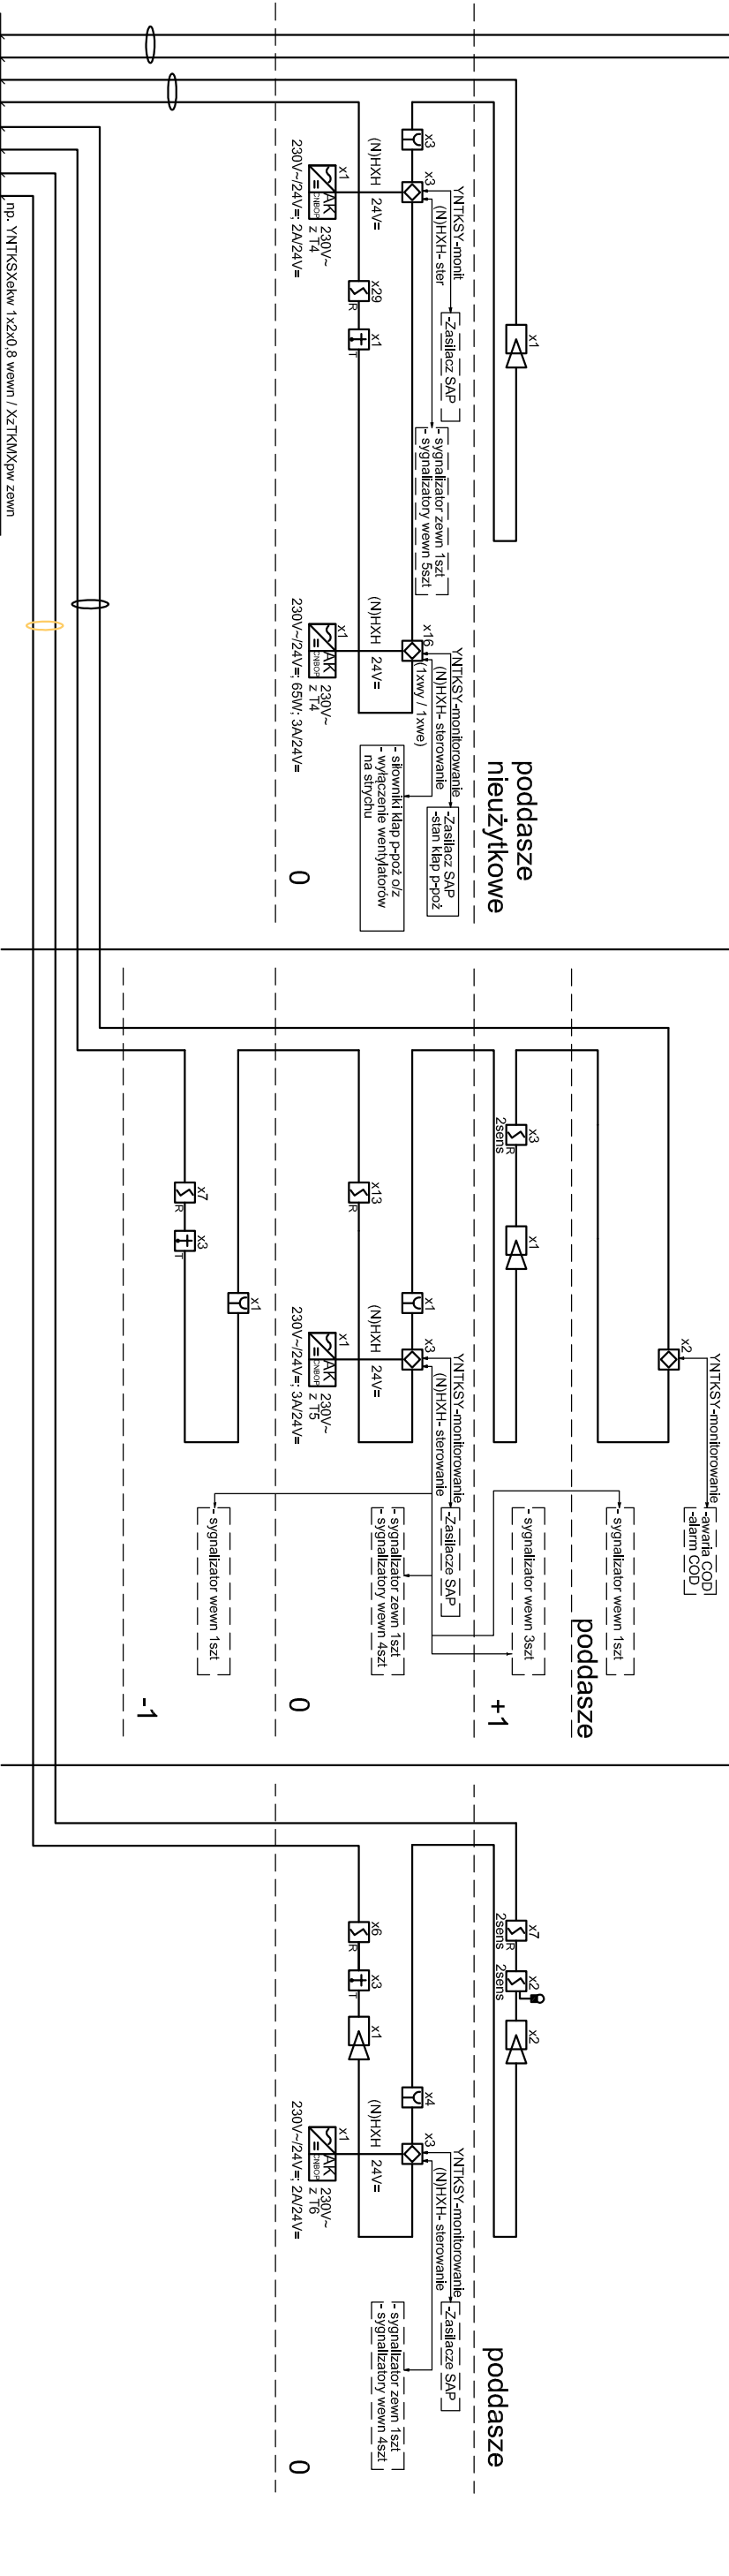 np. YNTKSXekw 1x2x0,8 wewn / XzTKMXpw zewn
x1
x3
x3
YNTKSY-monit
(N)HXH- ster
-Zasilacz SAP
- sygnalizator zewn 1szt
- sygnalizatory wewn 5szt
(N)HXH
24V=
x1
AK
CNBOP
230V~
z T4
230V~/24V=; 2A/24V=
x29
R
x1
T
x16
(1xwy / 1xwe)
YNTKSY-monitorowanie
(N)HXH- sterowanie
-Zasilacz SAP
-stan klap p-poż
- siłowniki klap p-poż o/z
- wyłączenie wentylatorów
na strychu
(N)HXH
24V=
x1
AK
CNBOP
230V~
z T4
230V~/24V=; 65W; 3A/24V=
poddasze
nieużytkowe
0
x2
YNTKSY-monitorowanie
-awaria COD
-alarm COD
- sygnalizator wewn 1szt
poddasze
x3
R
2sens
x1
- sygnalizator wewn 3szt
+1
x1
x3
YNTKSY-monitorowanie
(N)HXH- sterowanie
-Zasilacze SAP
- sygnalizator zewn 1szt
- sygnalizatory wewn 4szt
x13
R
(N)HXH
24V=
x1
AK
CNBOP
230V~
z T5
230V~/24V=; 3A/24V=
0
x1
x7
R
x3
T
- sygnalizator wewn 1szt
-1
x7
R
2sens
x2
2sens
x2
poddasze
x4
x3
YNTKSY-monitorowanie
(N)HXH- sterowanie
-Zasilacze SAP
- sygnalizator zewn 1szt
- sygnalizatory wewn 4szt
x6
R
x3
T
x1
(N)HXH
24V=
x1
AK
CNBOP
230V~
z T6
230V~/24V=; 2A/24V=
0